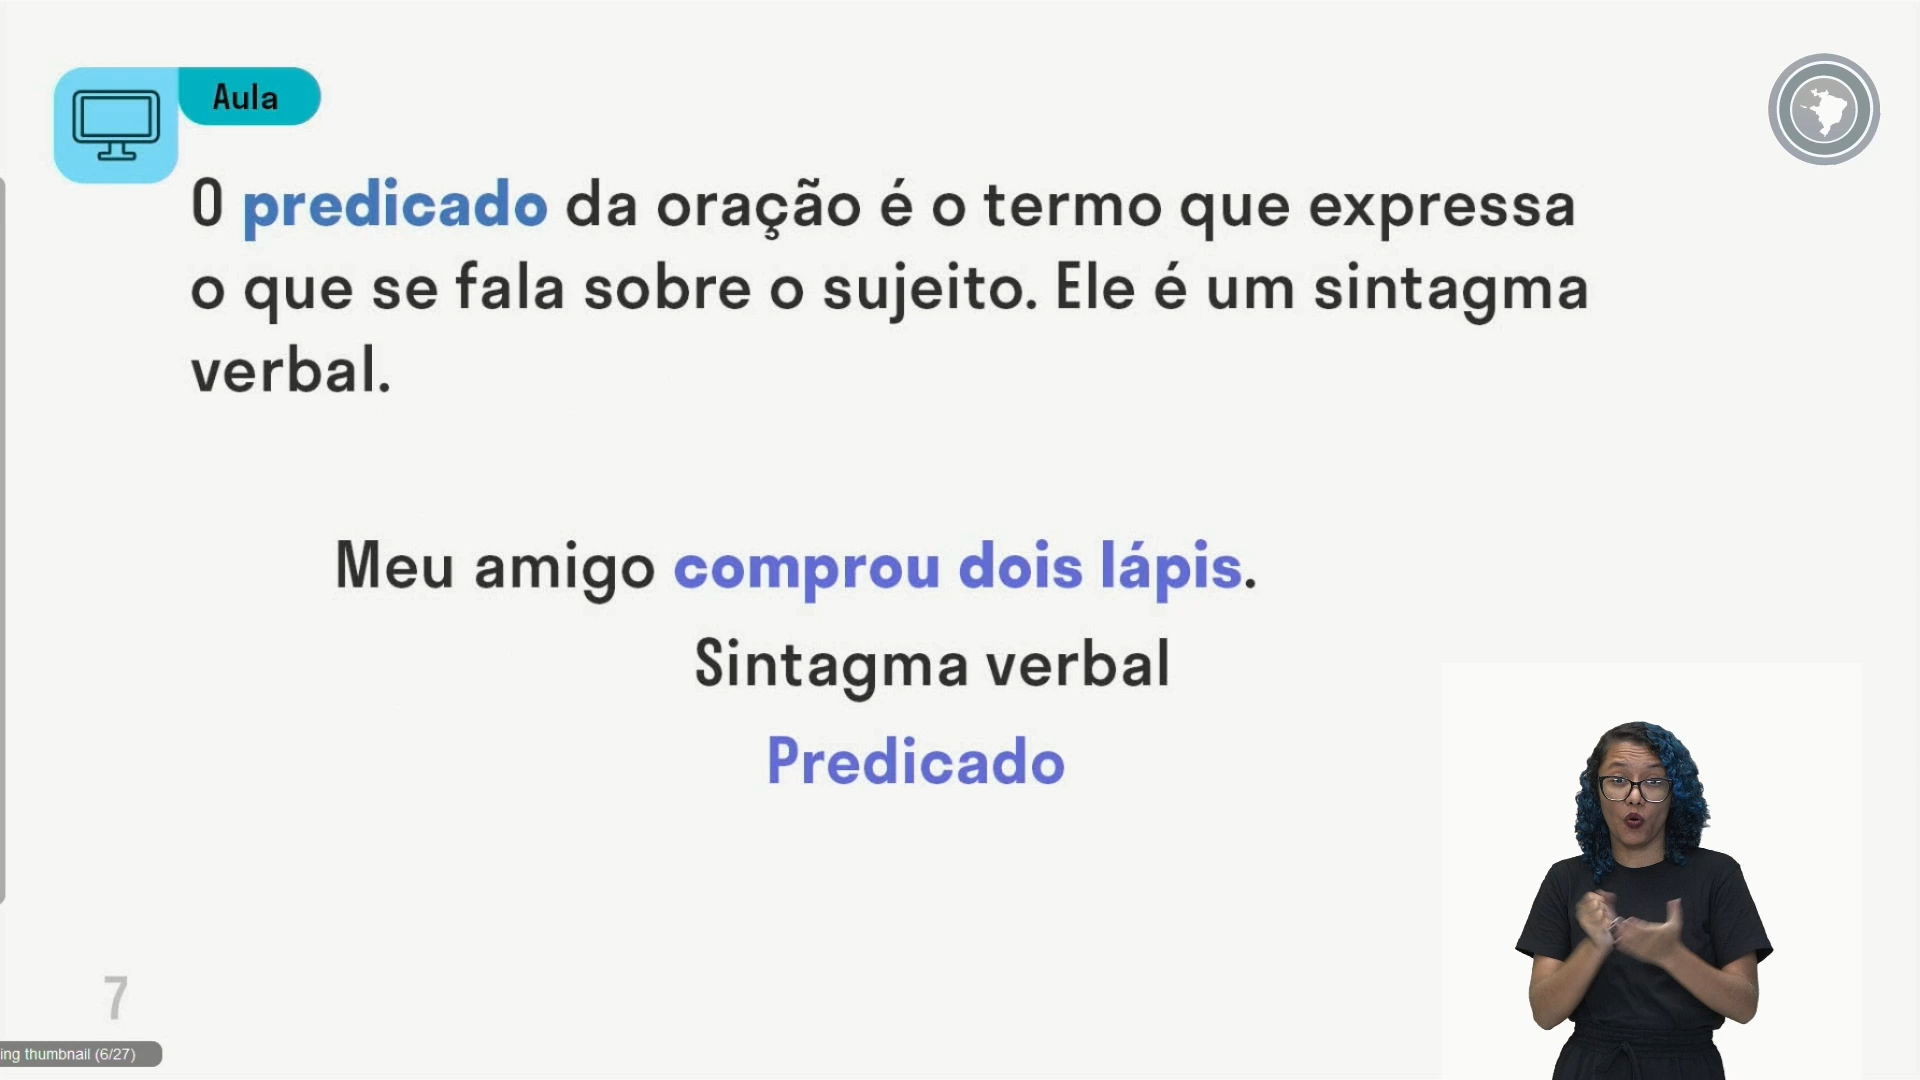 Aula
O predicado da oração é o termo que expressa
o que se fala sobre o sujeito. Ele é um sintagma
verbal.
Meu amigo comprou dois lápis.
Sintagma verbal
Predicado
7
ing thumbnail (6/27)